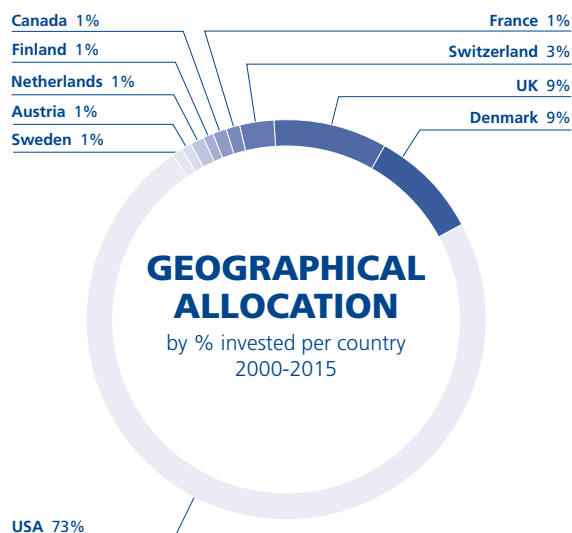 Canada 1%
Finland 1%
Netherlands 1%
Austria 1%
Sweden 1%
France 1%
Switzerland 3%
UK 9%
Denmark 9%
GEOGRAPHICAL
ALLOCATION
by % invested per country
2000-2015
USA 73%